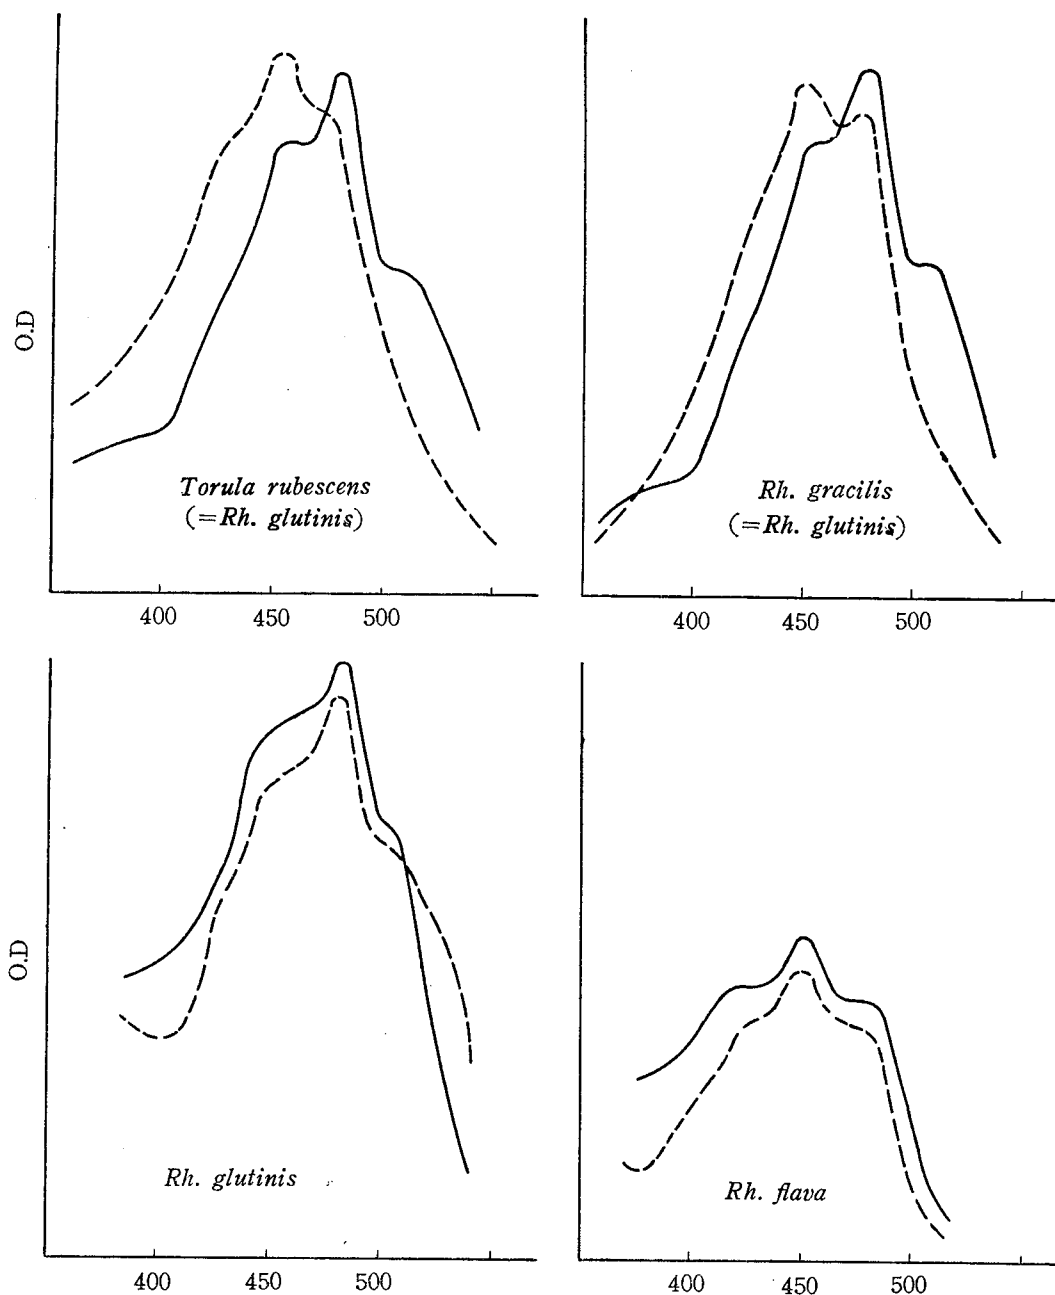 O.D
Torula rubescens
(=Rh. glutinis)
400 450 500
Rh. gracilis
(=Rh. glutinis)
400 450 500
O.D
Rh. glutinis
400 450 500
Rh. flava
400 450 500